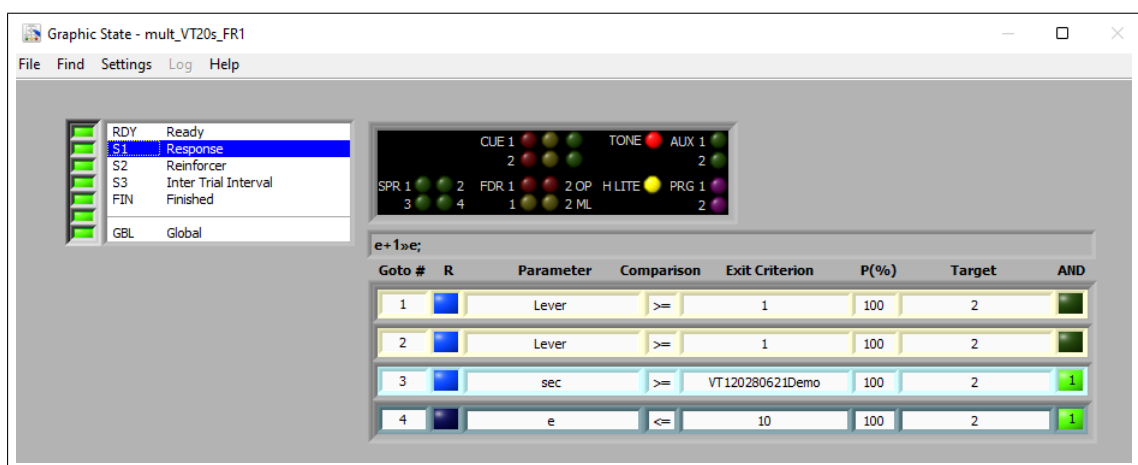 Graphic State - mult_VT20s_FR1
File Find Settings Log Help
RDY Ready
S1 Response
S2 Reinforcer
S3 Inter Trial Interval
FIN Finished
GBL Global
CUE 1 TONE AUX 1
2 2
SPR 1 2 FDR 1 2 OP H LITE PRG 1
3 4 1 2 ML 2
e+1»e;
Goto # R Parameter Comparison Exit Criterion P(%) Target AND
1 Lever >= 1 100 2
2 Lever >= 1 100 2
3 sec >= VT120280621Demo 100 2 1
4 e <= 10 100 2 1